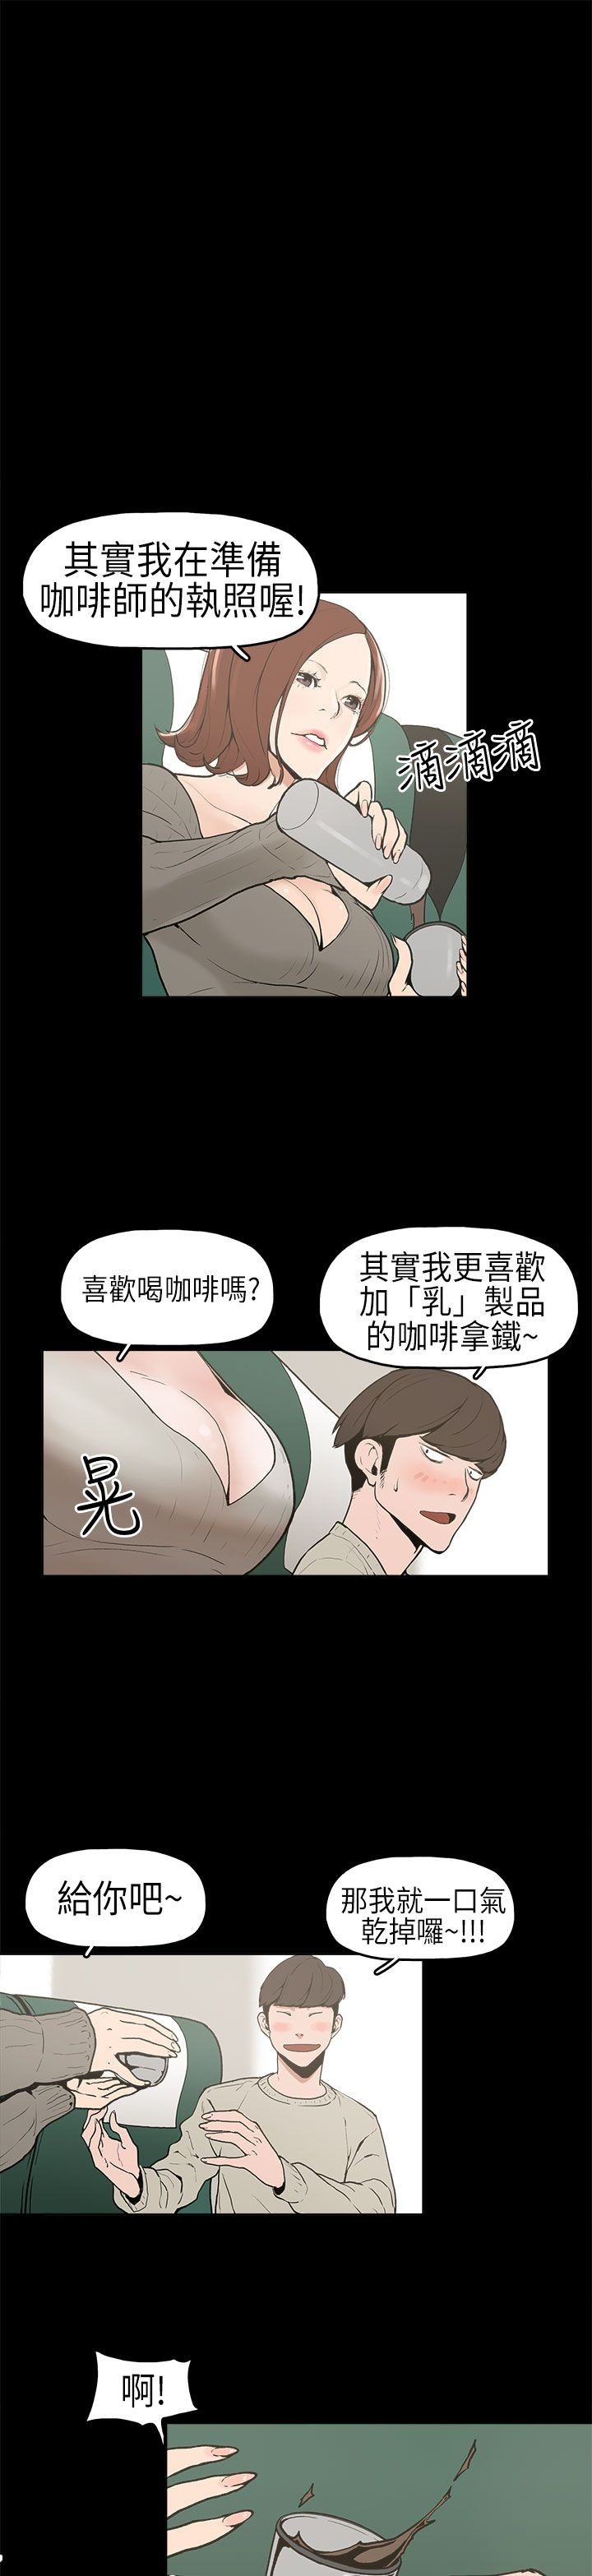 其實我在準備
咖啡師的執照喔!
滴滴滴
喜歡喝咖啡嗎?
其實我更喜歡
加「乳」製品
的咖啡拿鐵~
晃
給你吧~
那我就一口氣
乾掉囉~!!!
啊!